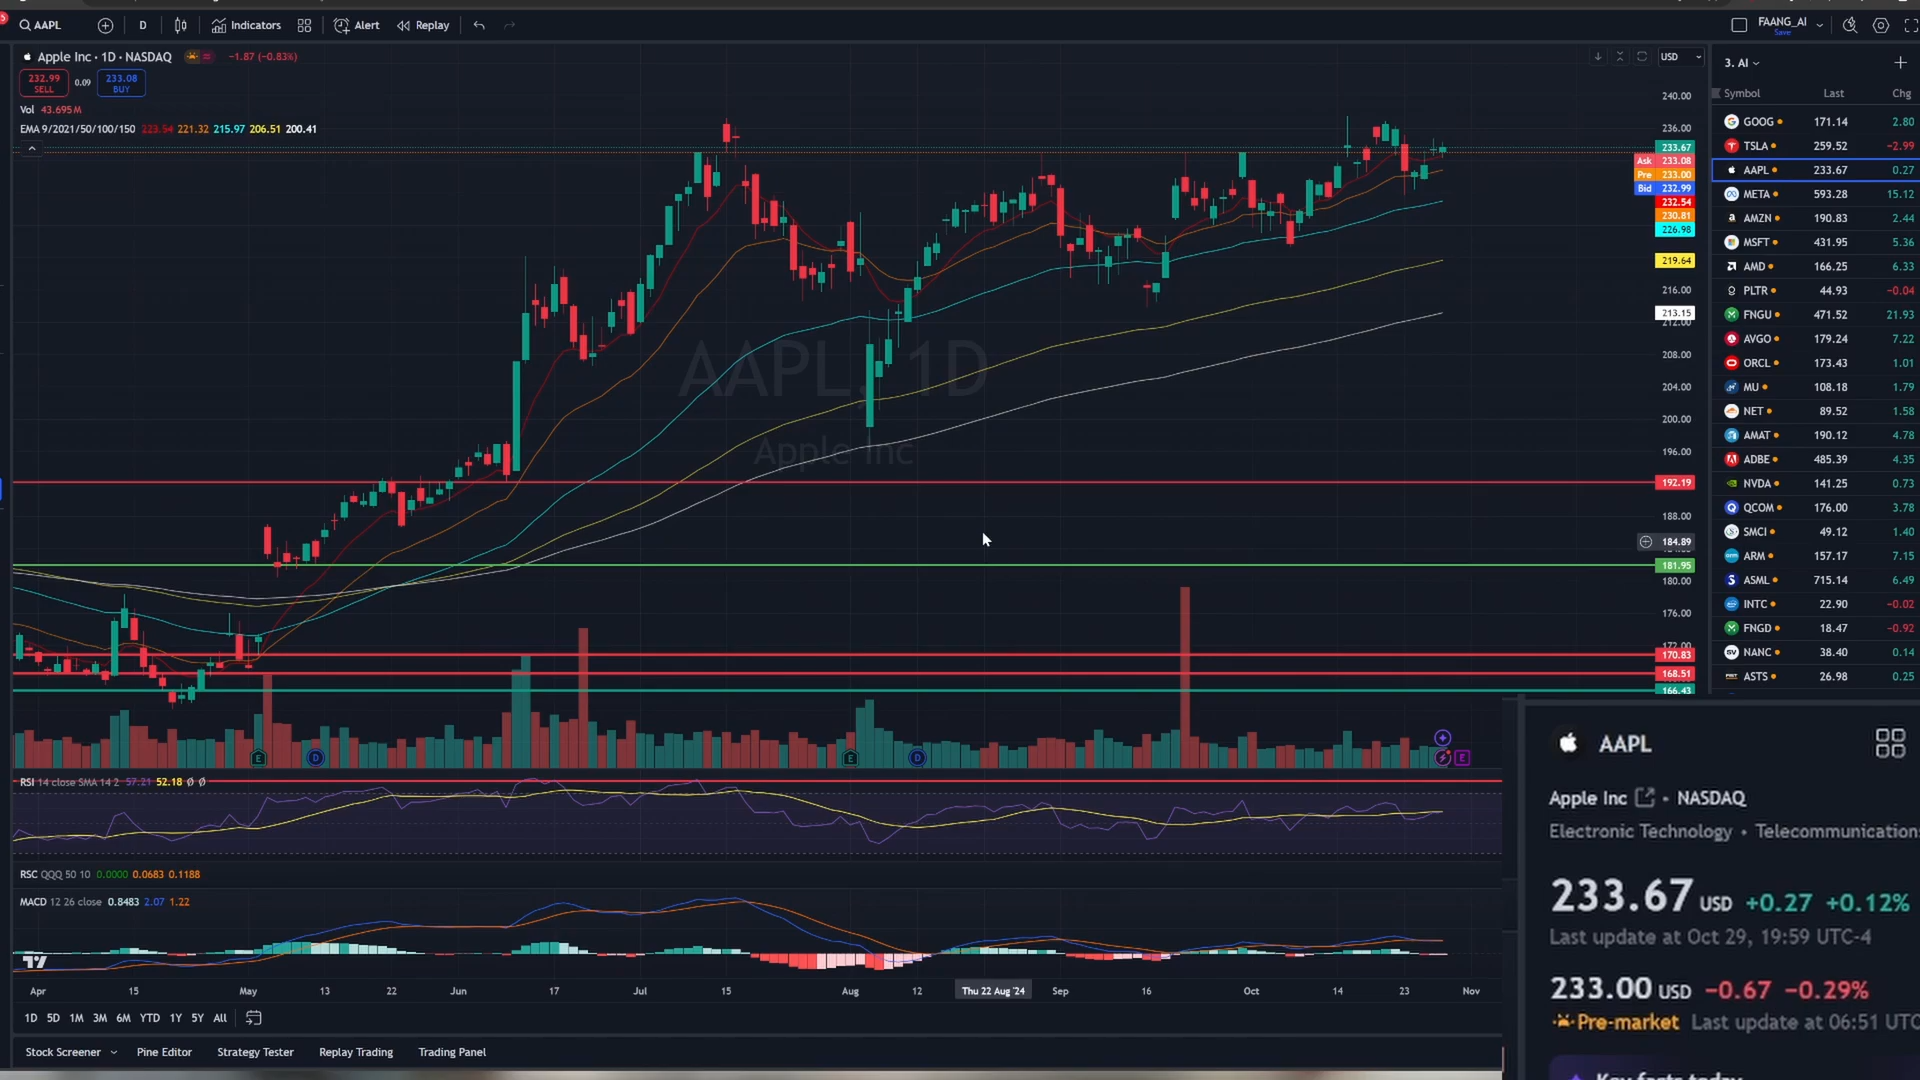 AAPL
D
Indicators
Alert
Replay
FAANG_AI
Save
Apple Inc · 1D · NASDAQ
−1.87 (−0.83%)
USD
232.99
SELL
0.09
233.08
BUY
Vol 43.695M
EMA 9/2021/50/100/150 223.54 221.32 215.97 206.51 200.41
AAPL, 1D
Apple Inc
240.00
236.00
233.67
Ask 233.08
Pre 233.00
Bid 232.99
232.54
230.81
226.98
219.64
216.00
213.15
212.00
208.00
204.00
200.00
196.00
192.19
188.00
184.89
181.95
180.00
176.00
172.00
170.83
168.51
166.43
E
D
E
D
E
RSI 14 close SMA 14 2 57.21 52.18 Ø Ø
RSC QQQ 50 10 0.0000 0.0683 0.1188
MACD 12 26 close 0.8483 2.07 1.22
Apr 15 May 13 22 Jun 17 Jul 15 Aug 12 Thu 22 Aug '24 Sep 16 Oct 14 23 Nov
1D 5D 1M 3M 6M YTD 1Y 5Y All
Stock Screener Pine Editor Strategy Tester Replay Trading Trading Panel
3. AI
Symbol Last Chg
GOOG 171.14 2.80
TSLA 259.52 −2.99
AAPL 233.67 0.27
META 593.28 15.12
AMZN 190.83 2.44
MSFT 431.95 5.36
AMD 166.25 6.33
PLTR 44.93 −0.04
FNGU 471.52 21.93
AVGO 179.24 7.22
ORCL 173.43 1.01
MU 108.18 1.79
NET 89.52 1.58
AMAT 190.12 4.78
ADBE 485.39 4.35
NVDA 141.25 0.73
QCOM 176.00 3.78
SMCI 49.12 1.40
ARM 157.17 7.15
ASML 715.14 6.49
INTC 22.90 −0.02
FNGD 18.47 −0.92
NANC 38.40 0.14
ASTS 26.98 0.25
AAPL
Apple Inc • NASDAQ
Electronic Technology • Telecommunications
233.67 USD +0.27 +0.12%
Last update at Oct 29, 19:59 UTC-4
233.00 USD −0.67 −0.29%
Pre-market Last update at 06:51 UTC
Key facts today